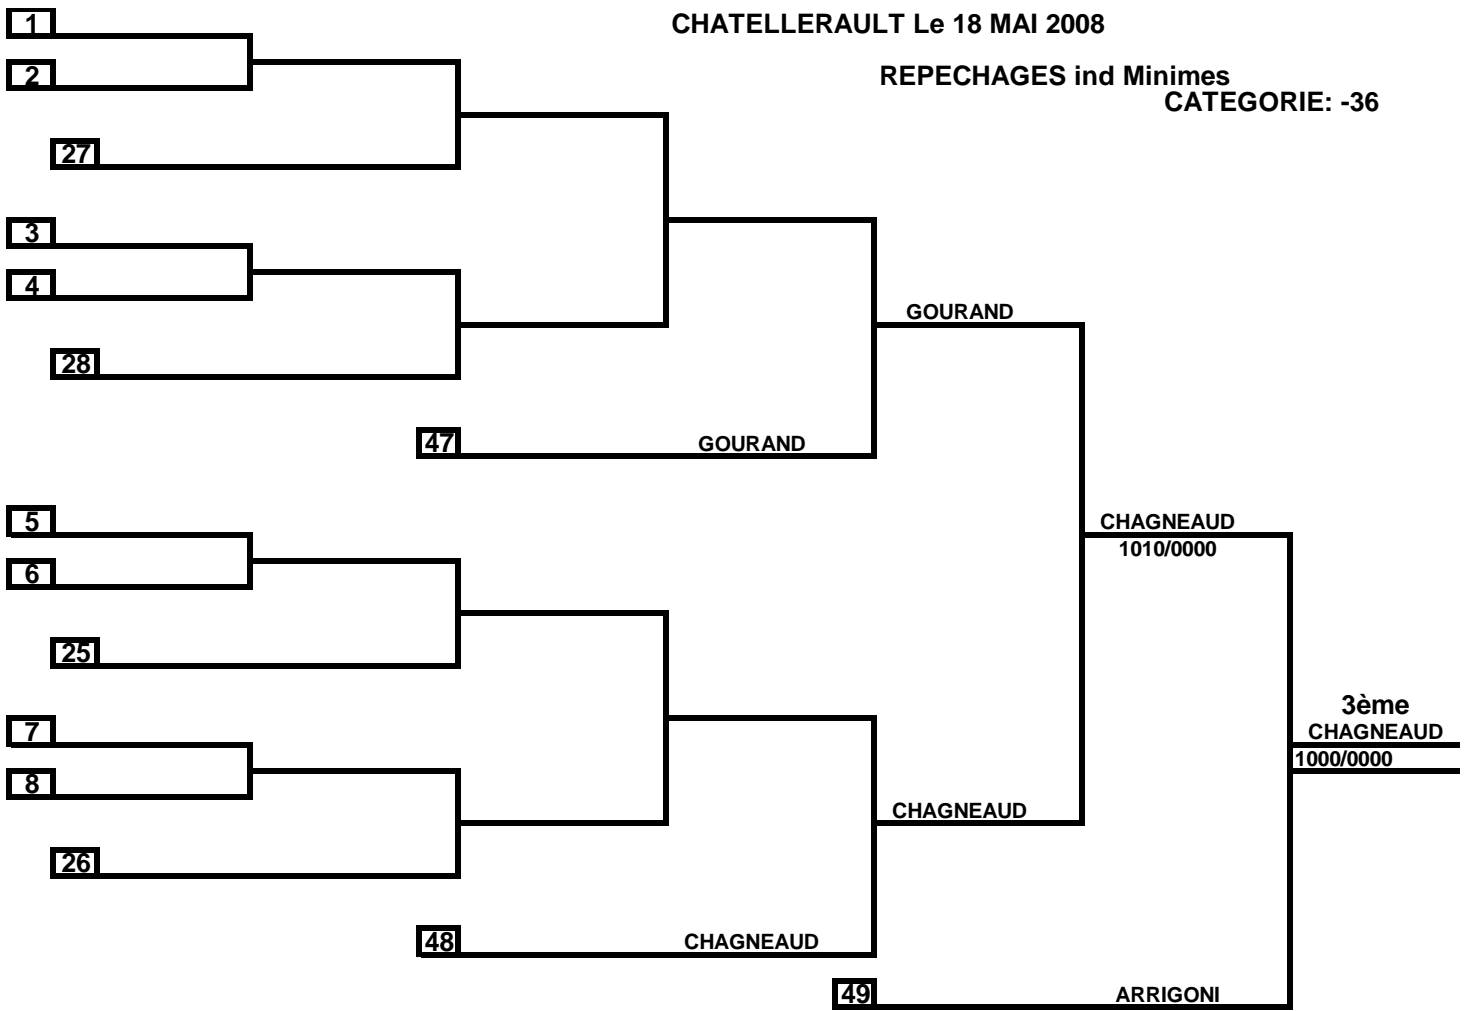 1
CHATELLERAULT Le 18 MAI 2008
2
REPECHAGES ind Minimes
CATEGORIE: -36
27
3
4
GOURAND
28
47
GOURAND
5
CHAGNEAUD
1010/0000
6
25
3ème
7
CHAGNEAUD
1000/0000
8
CHAGNEAUD
26
48
CHAGNEAUD
49
ARRIGONI